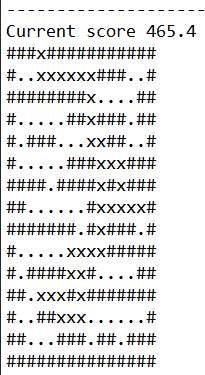 --------------------
Current score 465.4
###x###########
#..xxxxxx###..#
########x....##
#.....##x###.##
#.###...xx##..#
#.....###xxx###
####.####x#x###
##......#xxxxx#
#######.#x###.#
#.....xxxx#####
#.####xx#....##
##.xxx#x#######
#..##xxx......#
##...###.##.###
###############